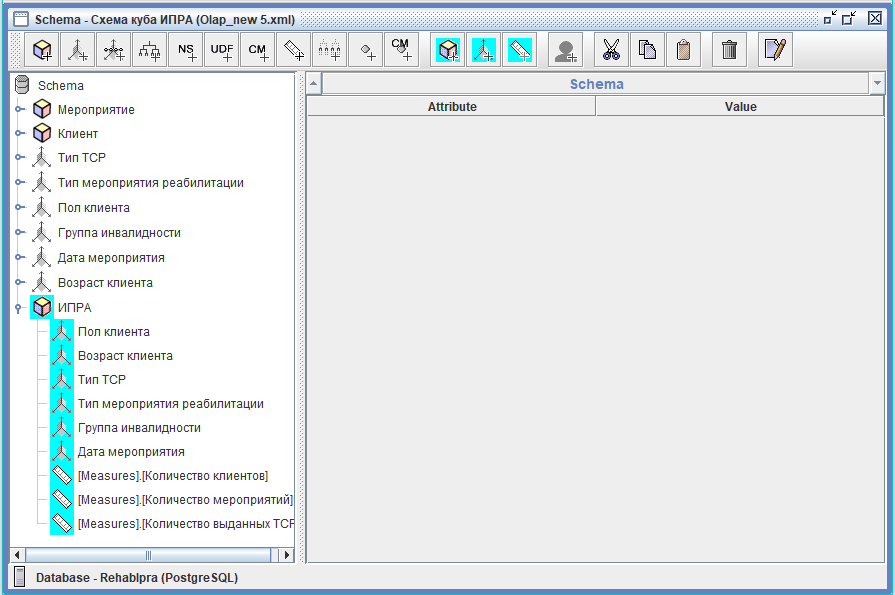 Schema - Схема куба ИПРА (Olap_new 5.xml)
NS UDF CM CM
Schema
Schema
Attribute Value
Мероприятие
Клиент
Тип ТСР
Тип мероприятия реабилитации
Пол клиента
Группа инвалидности
Дата мероприятия
Возраст клиента
ИПРА
Пол клиента
Возраст клиента
Тип ТСР
Тип мероприятия реабилитации
Группа инвалидности
Дата мероприятия
[Measures].[Количество клиентов]
[Measures].[Количество мероприятий]
[Measures].[Количество выданных ТСР
Database - RehabIpra (PostgreSQL)